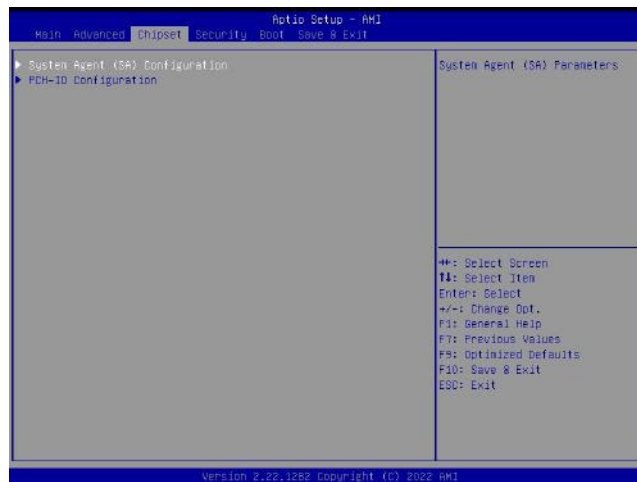 Aptio Setup - AMI
Main Advanced Chipset Security Boot Save & Exit
System Agent (SA) Configuration
PCH-IO Configuration
System Agent (SA) Parameters
→←: Select Screen
↑↓: Select Item
Enter: Select
+/-: Change Opt.
F1: General Help
F7: Previous Values
F9: Optimized Defaults
F10: Save & Exit
ESC: Exit
Version 2.22.1282 Copyright (C) 2022 AMI